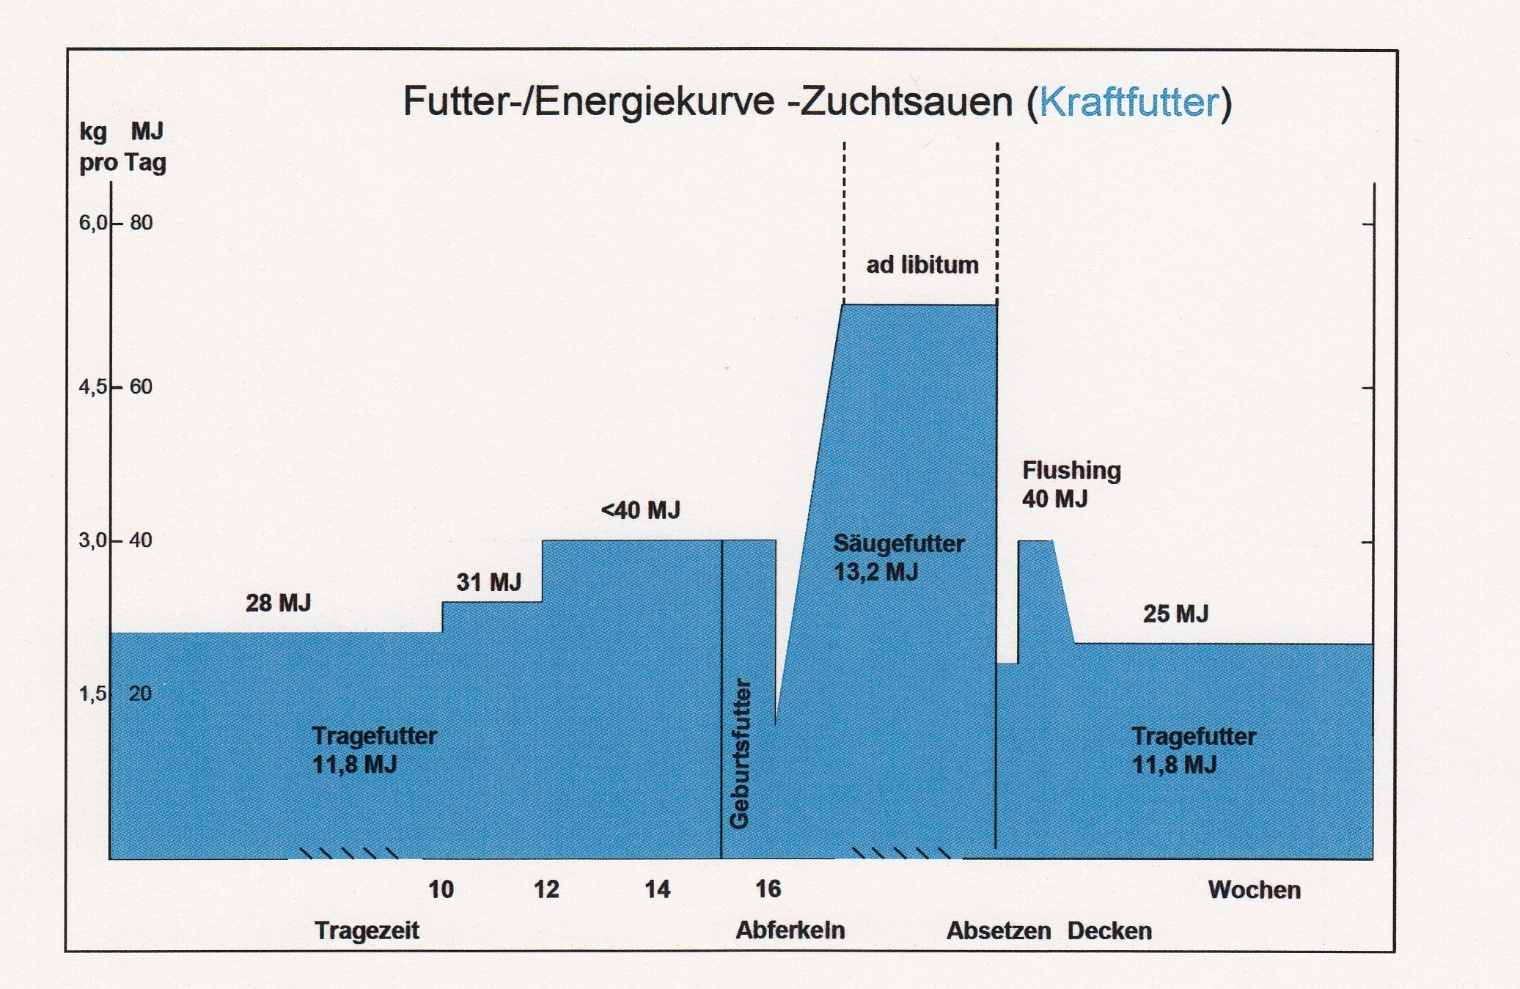 Futter-/Energiekurve -Zuchtsauen (Kraftfutter)
kg MJ
pro Tag
6,0 80
ad libitum
4,5 60
Flushing
40 MJ
<40 MJ
3,0 40
Säugefutter
13,2 MJ
31 MJ
28 MJ
25 MJ
1,5 20
Geburtsfutter
Tragefutter
11,8 MJ
Tragefutter
11,8 MJ
10 12 14 16 Wochen
Tragezeit Abferkeln Absetzen Decken